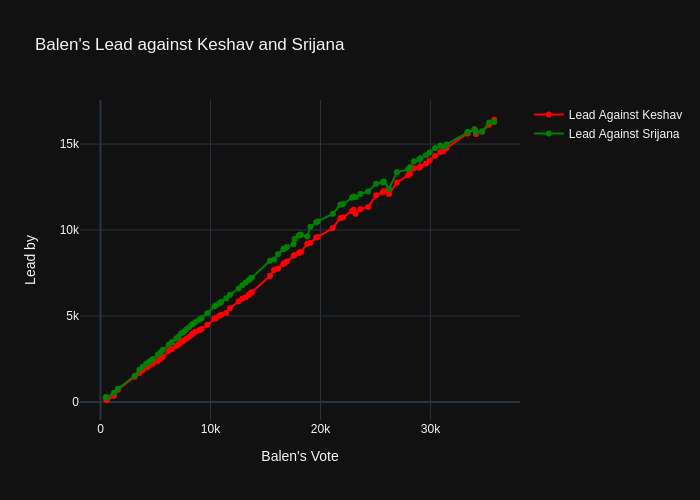 Balen's Lead against Keshav and Srijana
Lead Against Keshav
Lead Against Srijana
15k
10k
5k
0
Lead by
0
10k
20k
30k
Balen's Vote